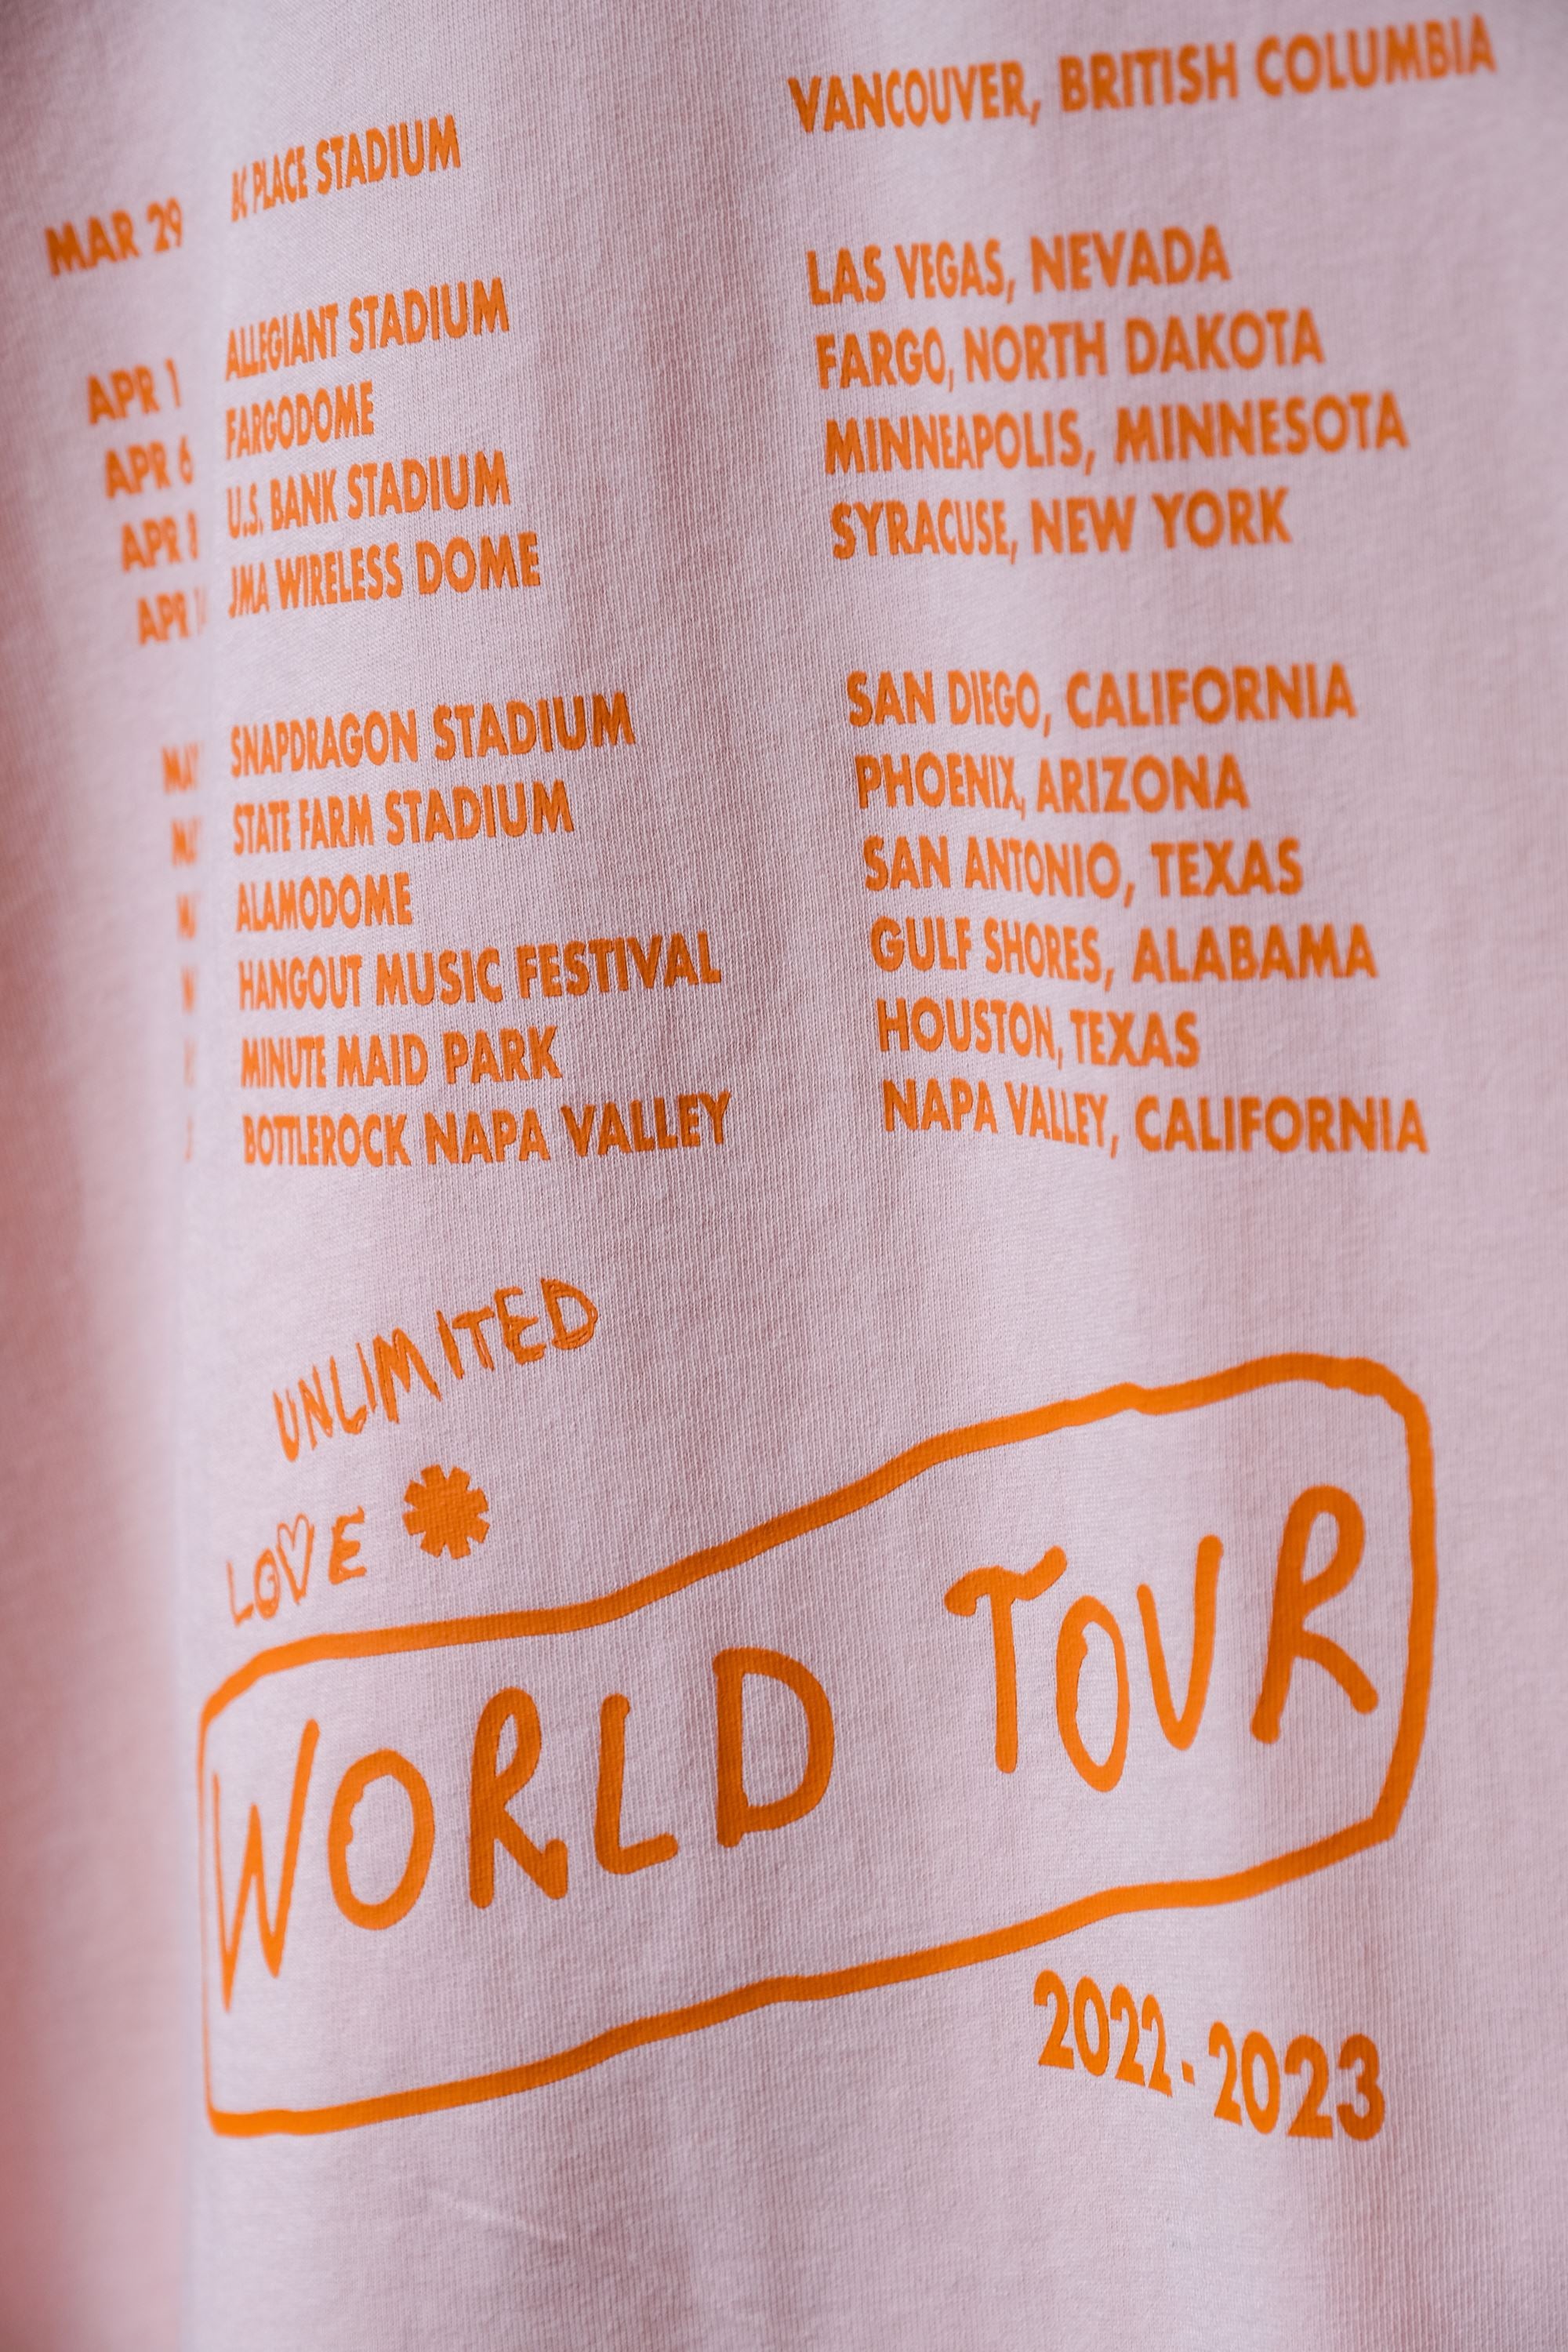 MAR 29 BC PLACE STADIUM VANCOUVER, BRITISH COLUMBIA
APR 1 ALLEGIANT STADIUM LAS VEGAS, NEVADA
APR 6 FARGODOME FARGO, NORTH DAKOTA
APR 8 U.S. BANK STADIUM MINNEAPOLIS, MINNESOTA
APR JMA WIRELESS DOME SYRACUSE, NEW YORK
SNAPDRAGON STADIUM SAN DIEGO, CALIFORNIA
STATE FARM STADIUM PHOENIX, ARIZONA
ALAMODOME SAN ANTONIO, TEXAS
HANGOUT MUSIC FESTIVAL GULF SHORES, ALABAMA
MINUTE MAID PARK HOUSTON, TEXAS
BOTTLEROCK NAPA VALLEY NAPA VALLEY, CALIFORNIA
UNLIMITED
LOVE
WORLD TOUR
2022-2023